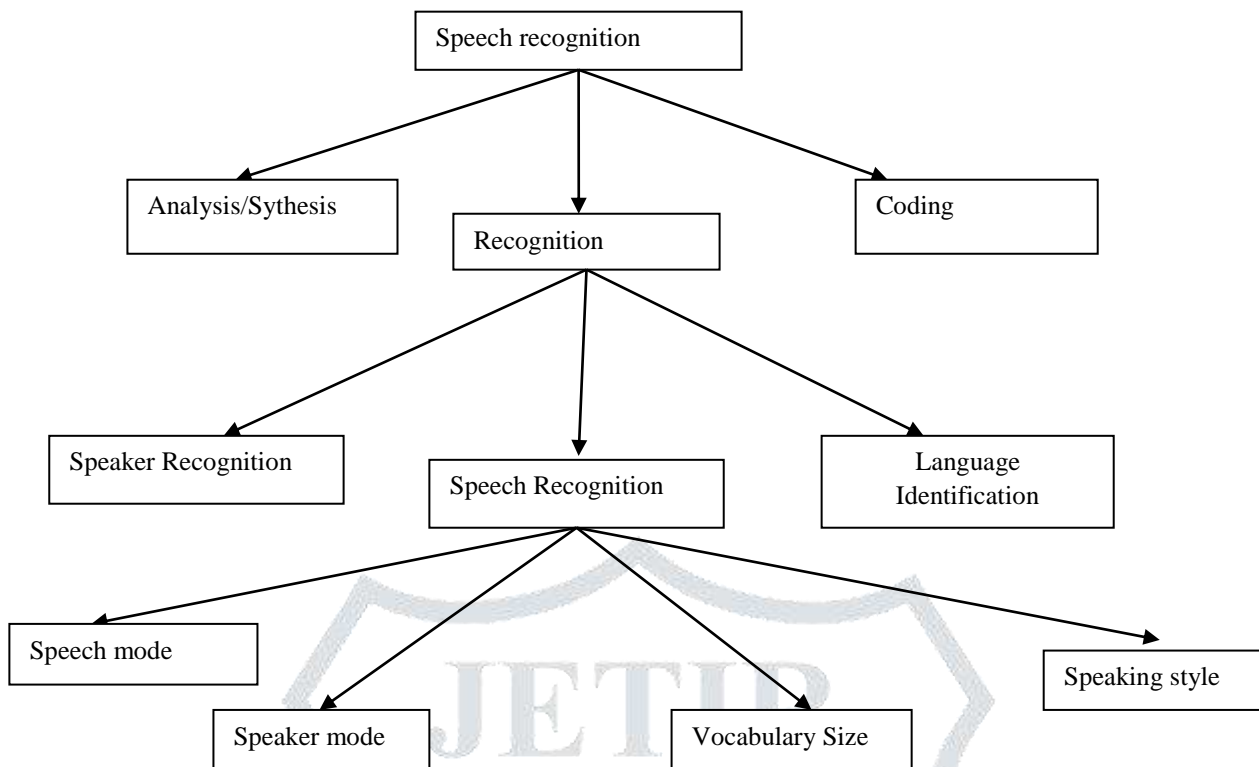 Speech recognition
Analysis/Sythesis
Recognition
Coding
Speaker Recognition
Speech Recognition
Language
Identification
Speech mode
Speaker mode
Vocabulary Size
Speaking style
JETIR